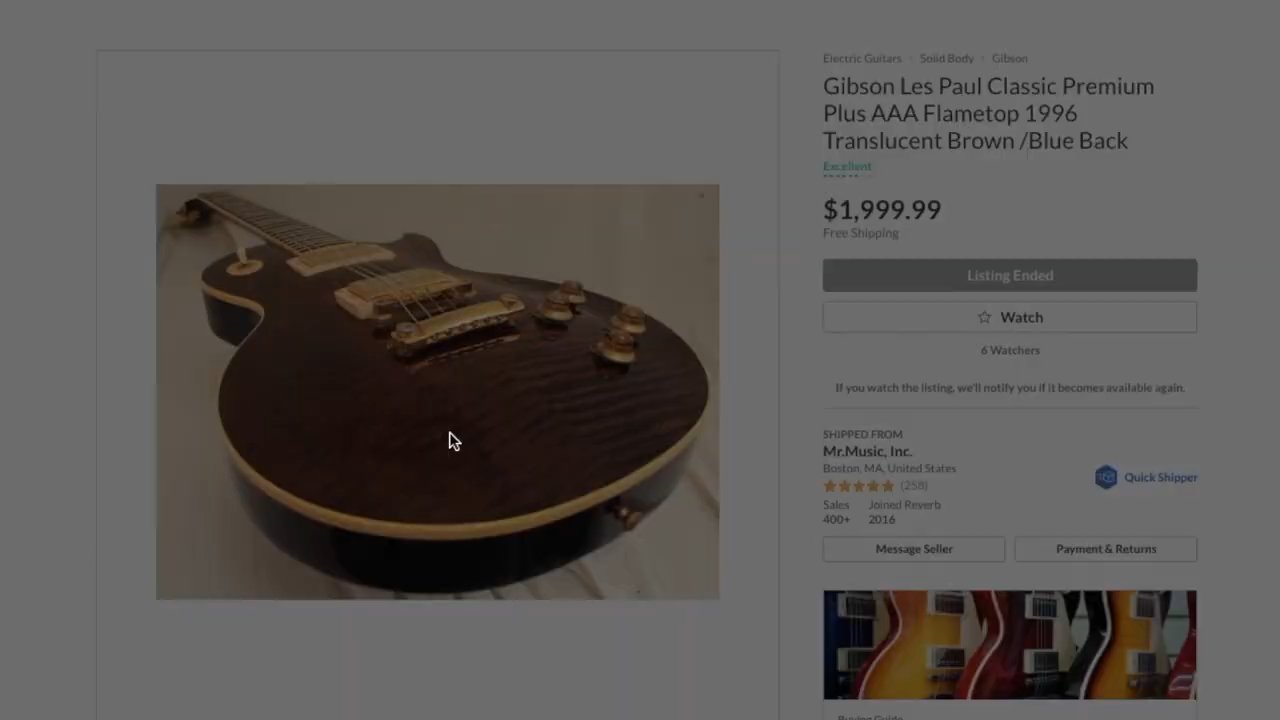 Electric Guitars
Solid Body
Gibson
Gibson Les Paul Classic Premium
Plus AAA Flametop 1996
Translucent Brown /Blue Back
Excellent
$1,999.99
Free Shipping
Listing Ended
Watch
6 Watchers
If you watch the listing, we'll notify you if it becomes available again.
SHIPPED FROM
Mr.Music, Inc.
Boston, MA, United States
(258)
Quick Shipper
Sales Joined Reverb
400+ 2016
Message Seller
Payment & Returns
Buying Guide